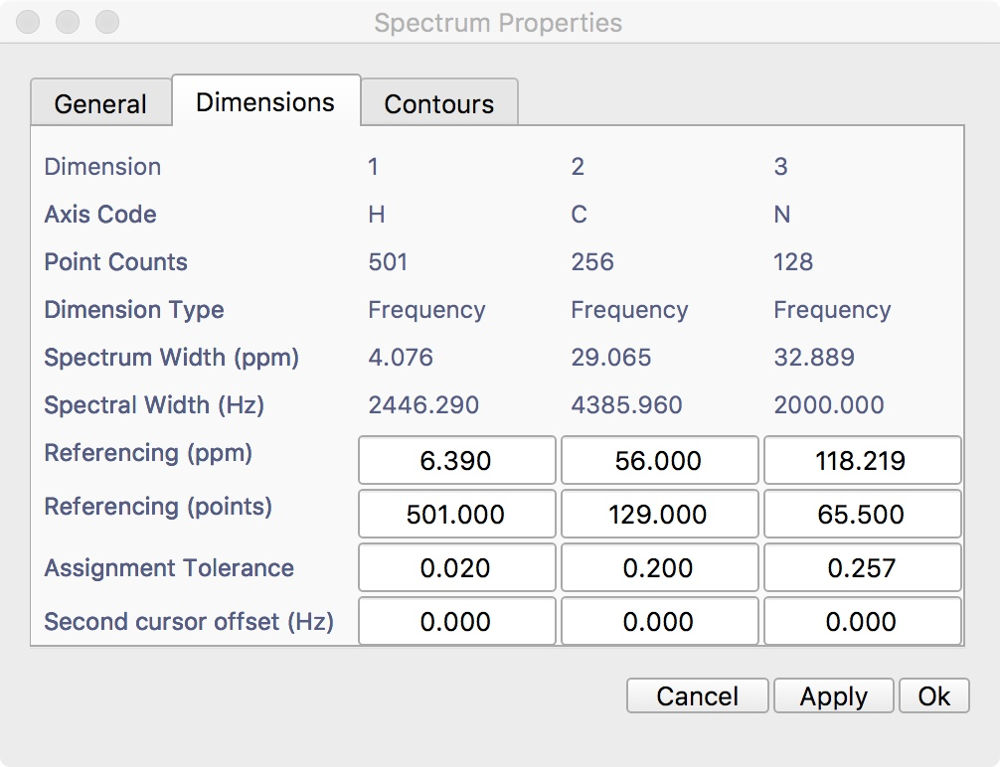 Spectrum Properties
General Dimensions Contours
Dimension 1 2 3
Axis Code H C N
Point Counts 501 256 128
Dimension Type Frequency Frequency Frequency
Spectrum Width (ppm) 4.076 29.065 32.889
Spectral Width (Hz) 2446.290 4385.960 2000.000
Referencing (ppm) 6.390 56.000 118.219
Referencing (points) 501.000 129.000 65.500
Assignment Tolerance 0.020 0.200 0.257
Second cursor offset (Hz) 0.000 0.000 0.000
Cancel Apply Ok